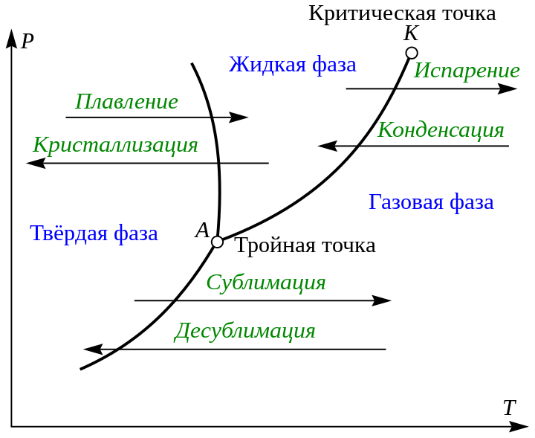 Критическая точка
P
K
Жидкая фаза
Испарение
Плавление
Конденсация
Кристаллизация
Газовая фаза
Твёрдая фаза
A
Тройная точка
Сублимация
Десублимация
T